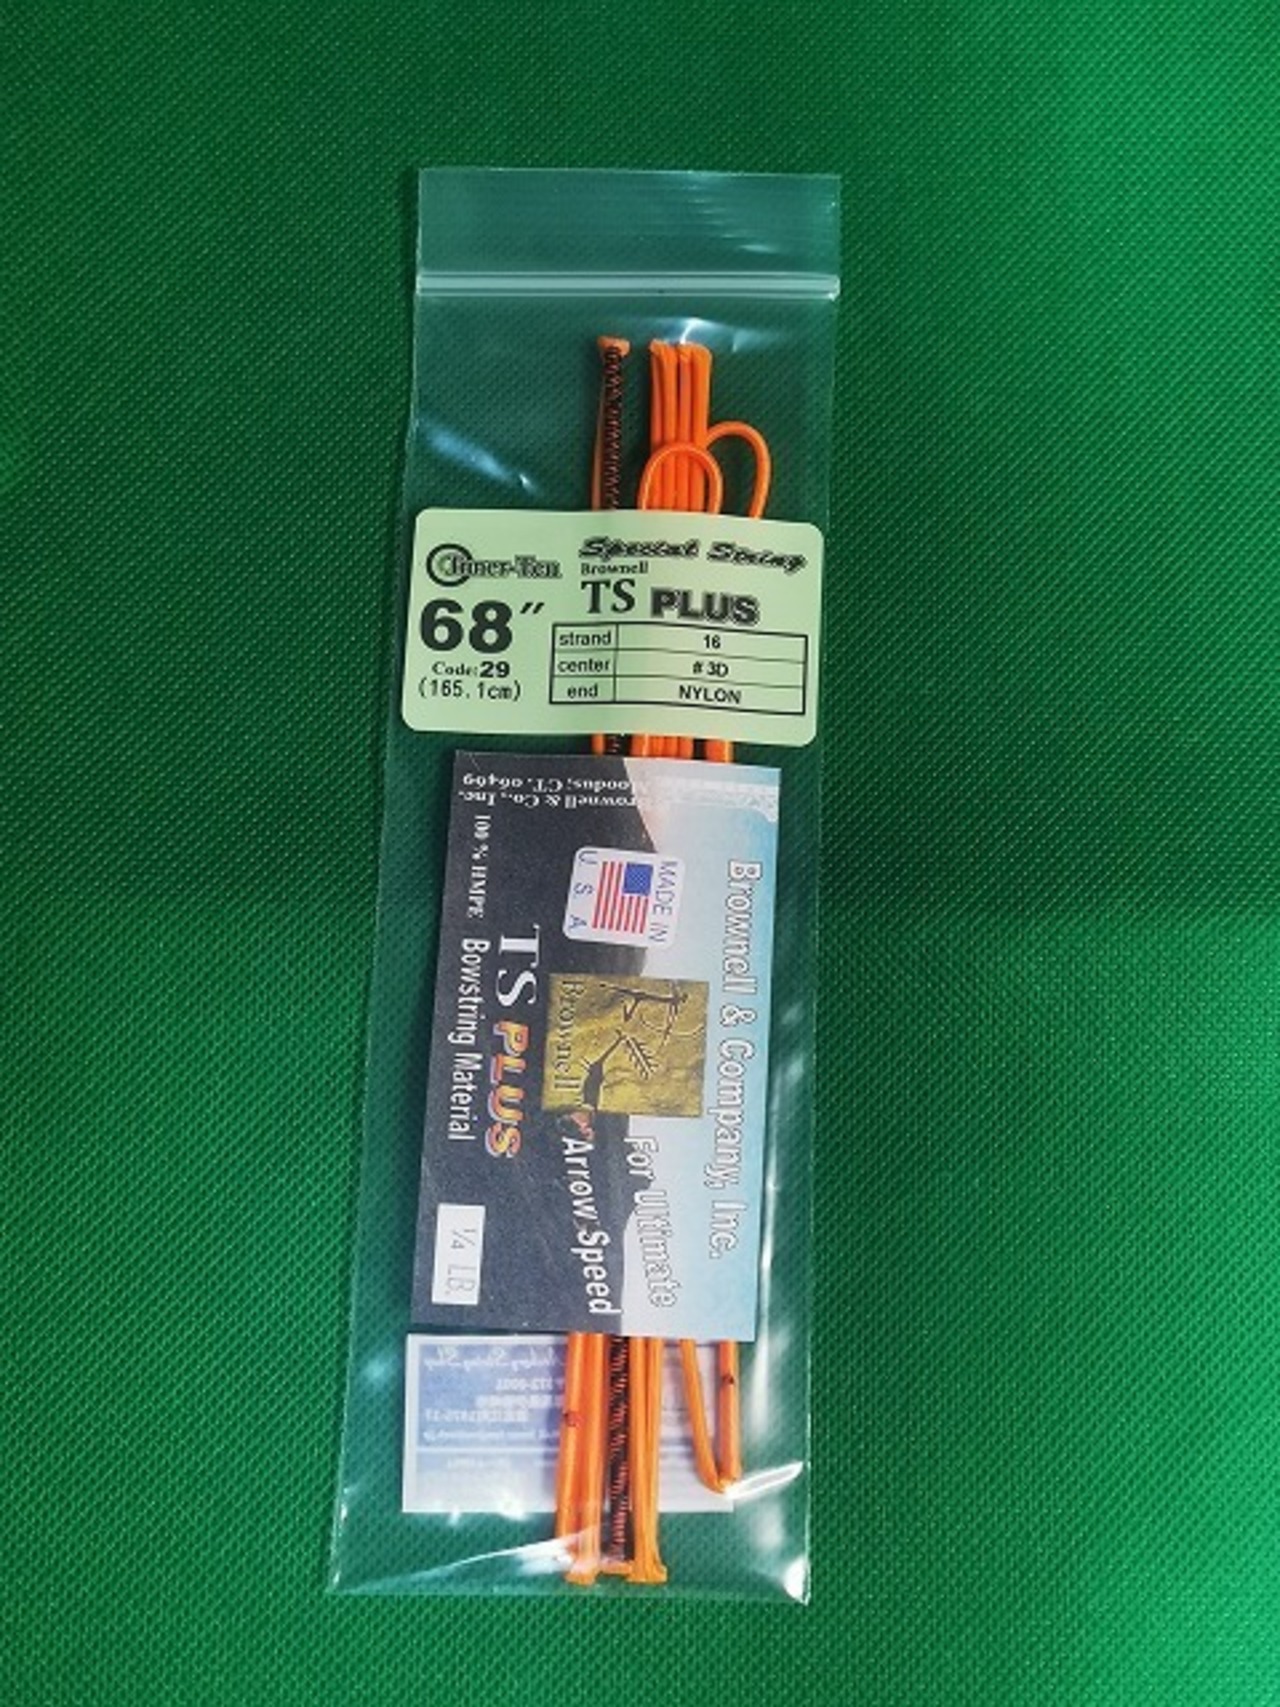 Inner-Ten
Special String
Brownell
TS PLUS
68"
Code:29
(165.1cm)
strand 16
center #3D
end NYLON
Brownell & Co., Inc.
Moodus, CT. 06469
MADE IN
U. S. A
Brownell & Company, Inc.
For Ultimate
Arrow Speed
Brownell
TS PLUS
100 % HMPE Bowstring Material
1/4 LB.